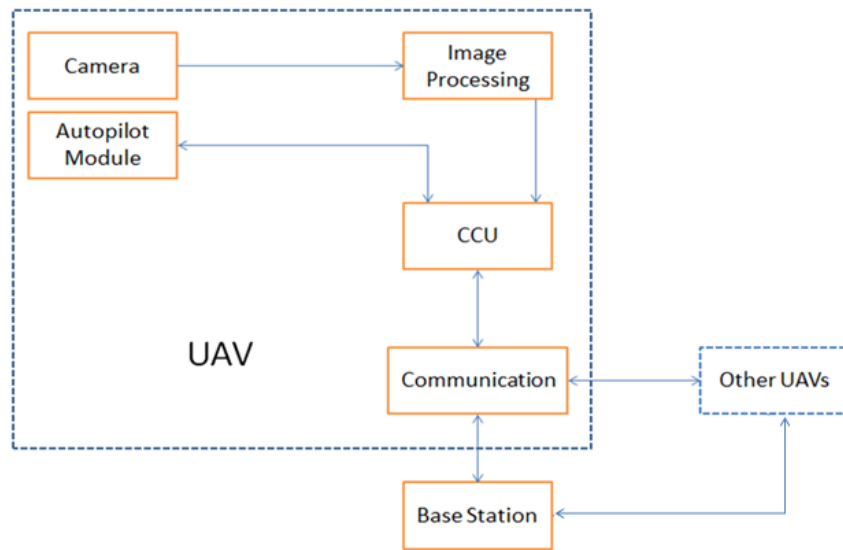 Camera
Image
Processing
Autopilot
Module
CCU
UAV
Communication
Other UAVs
Base Station